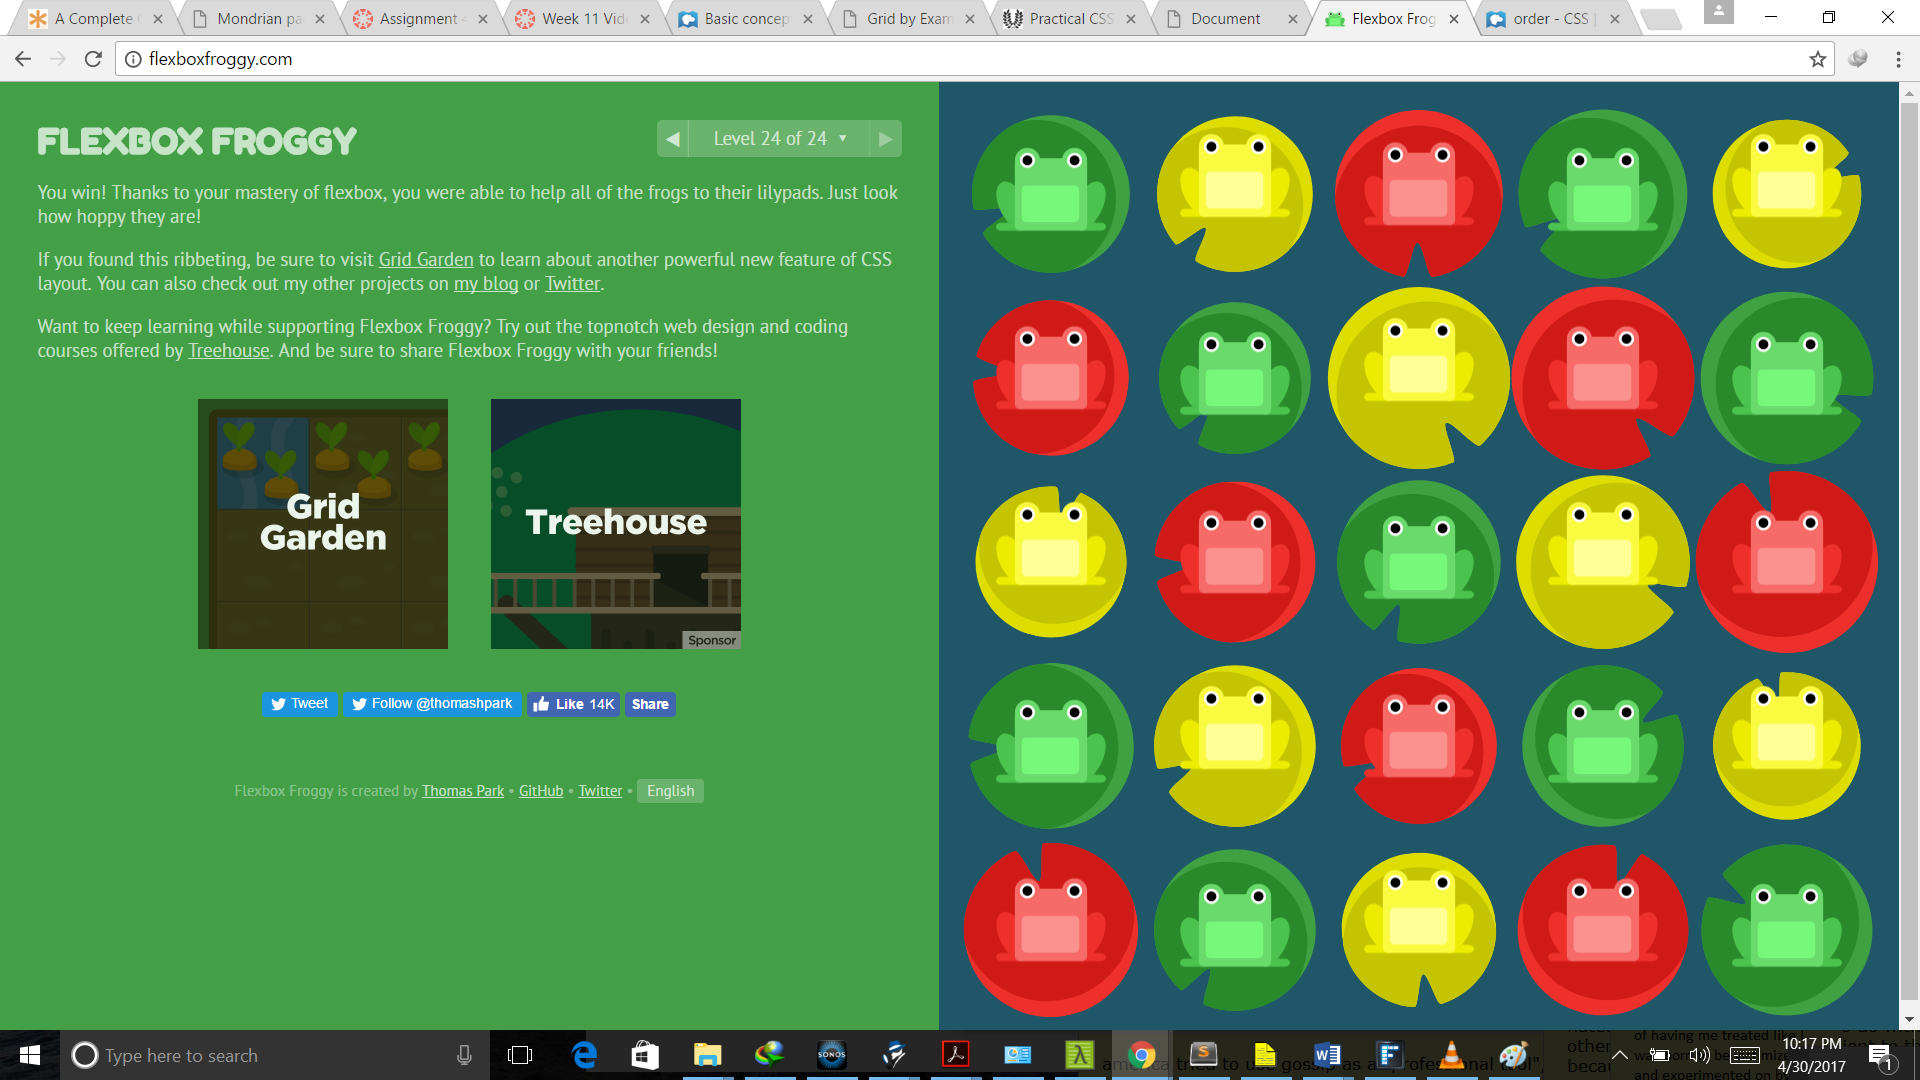 A Complete
Mondrian pa
Assignment
Week 11 Vid
Basic concep
Grid by Exam
Practical CSS
Document
Flexbox Frog
order - CSS |
flexboxfroggy.com
FLEXBOX FROGGY
Level 24 of 24
You win! Thanks to your mastery of flexbox, you were able to help all of the frogs to their lilypads. Just look
how hoppy they are!
If you found this ribbeting, be sure to visit Grid Garden to learn about another powerful new feature of CSS
layout. You can also check out my other projects on my blog or Twitter.
Want to keep learning while supporting Flexbox Froggy? Try out the topnotch web design and coding
courses offered by Treehouse. And be sure to share Flexbox Froggy with your friends!
Grid
Garden
Treehouse
Sponsor
Tweet
Follow @thomashpark
Like 14K
Share
Flexbox Froggy is created by Thomas Park • GitHub • Twitter • English
Type here to search
SONOS
10:17 PM
4/30/2017
1